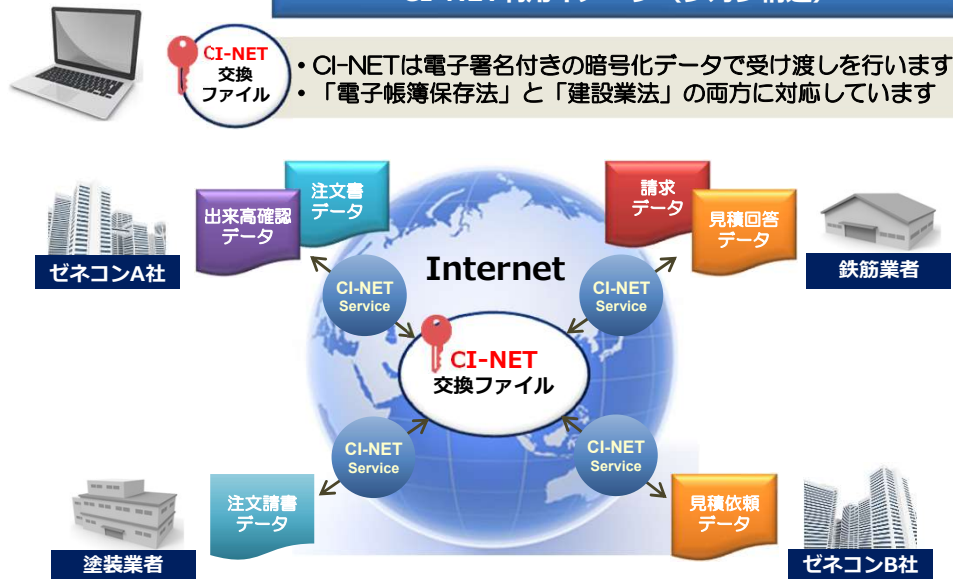 CI-NET
交換
ファイル
・CI-NETは電子署名付きの暗号化データで受け渡しを行います
・「電子帳簿保存法」と「建設業法」の両方に対応しています
注文書
データ
出来高確認
データ
請求
データ
見積回答
データ
ゼネコンA社
鉄筋業者
Internet
CI-NET
Service
CI-NET
Service
CI-NET
交換ファイル
CI-NET
Service
CI-NET
Service
注文請書
データ
見積依頼
データ
塗装業者
ゼネコンB社